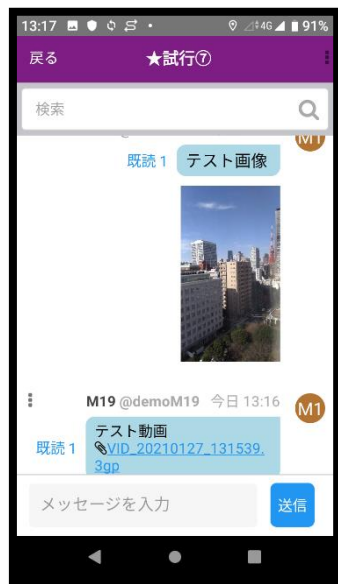 13:17 4G 91%
戻る ★試行⑦
検索
M1
既読 1 テスト画像
M19 @demoM19 今日 13:16
M1
テスト動画
既読 1 VID_20210127_131539.
3gp
メッセージを入力 送信